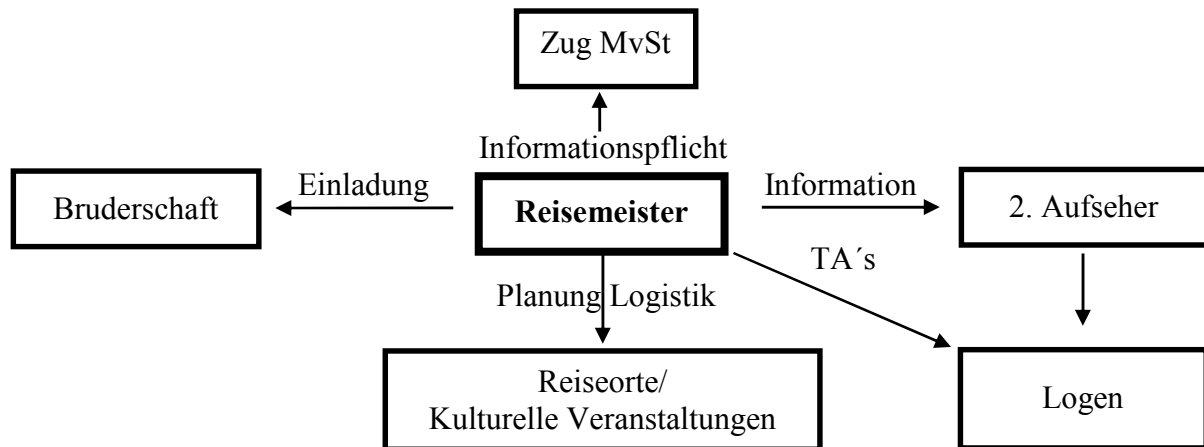 Zug MvSt
Informationspflicht
Bruderschaft
Einladung
Reisemeister
Information
2. Aufseher
TA´s
Planung Logistik
Reiseorte/
Kulturelle Veranstaltungen
Logen